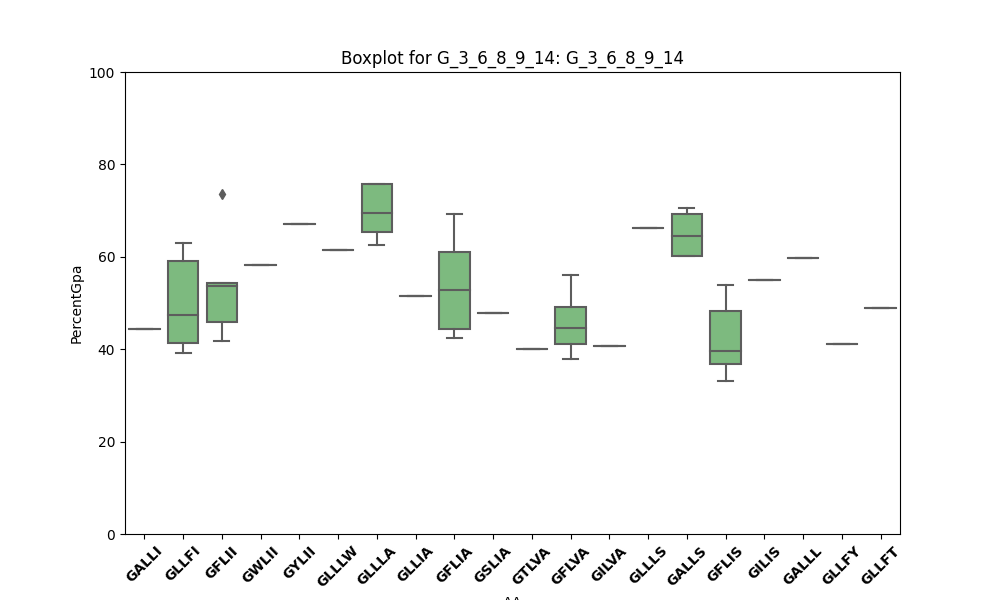 Boxplot for G_3_6_8_9_14: G_3_6_8_9_14
100
80
60
40
20
0
PercentGpa
GALLI GLLFI GFLII GWLII GYLII GLLLW GLLLA GLLIA GFLIA GSLIA GTLVA GFLVA GILVA GLLLS GALLS GFLIS GILIS GALLL GLLFY GLLFT
AA